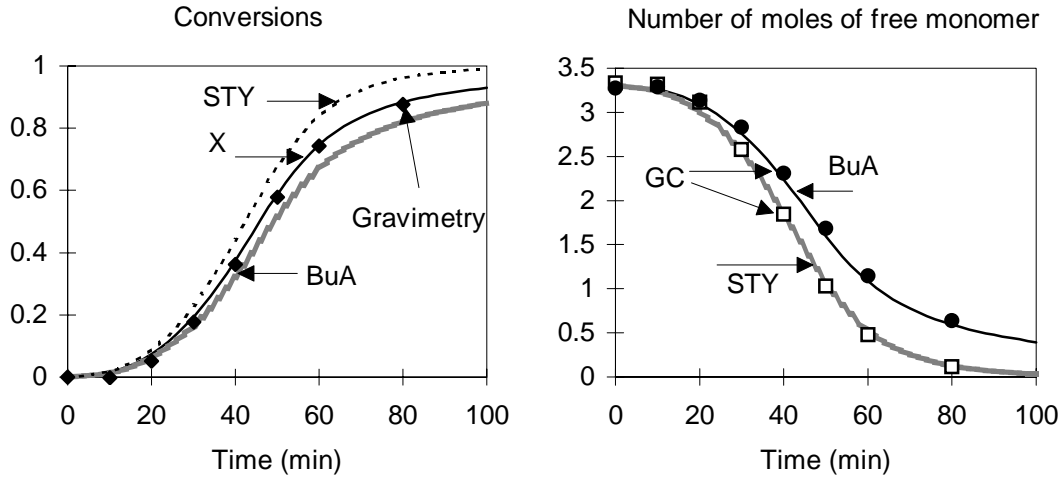 Conversions
1
0.8
0.6
0.4
0.2
0
STY
X
Gravimetry
BuA
0 20 40 60 80 100
Time (min)
Number of moles of free monomer
3.5
3
2.5
2
1.5
1
0.5
0
BuA
GC
STY
0 20 40 60 80 100
Time (min)